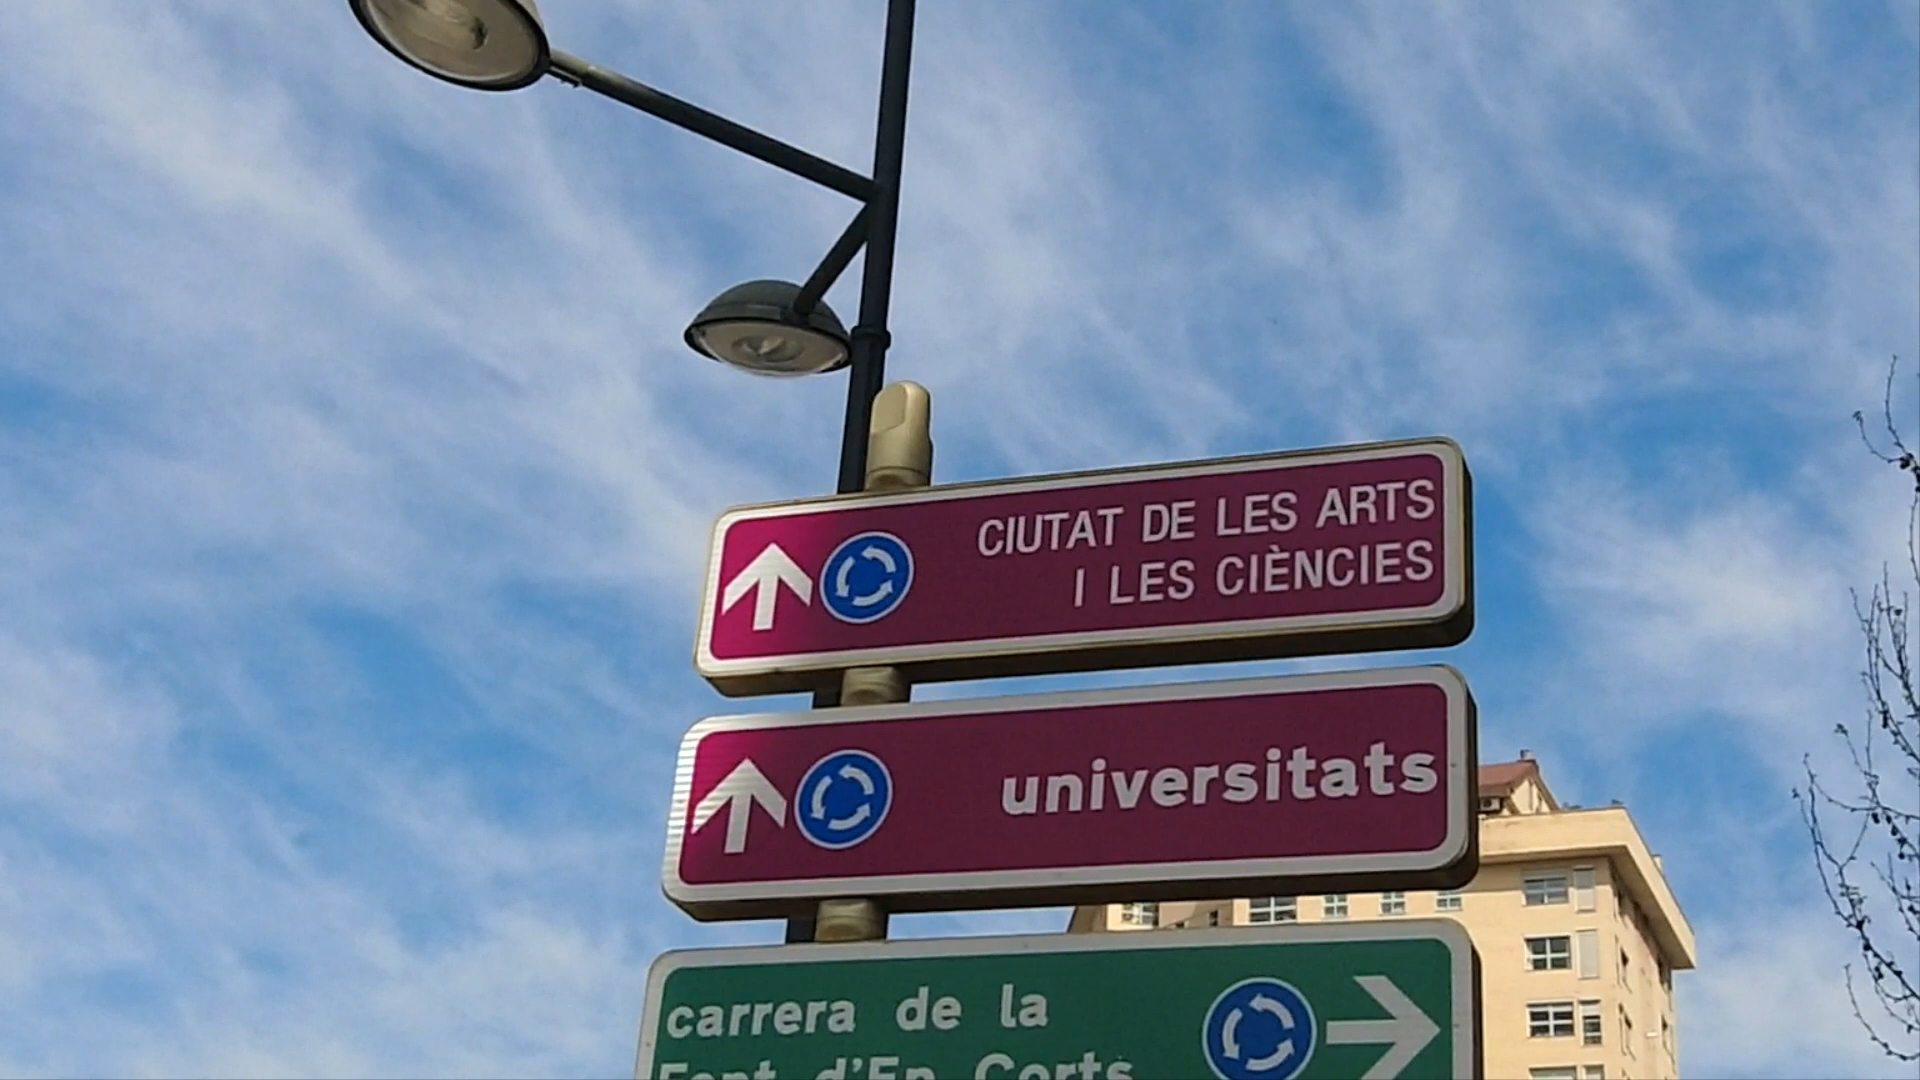 CIUTAT DE LES ARTS
I LES CIÈNCIES
universitats
carrera de la
Font d'En Corts